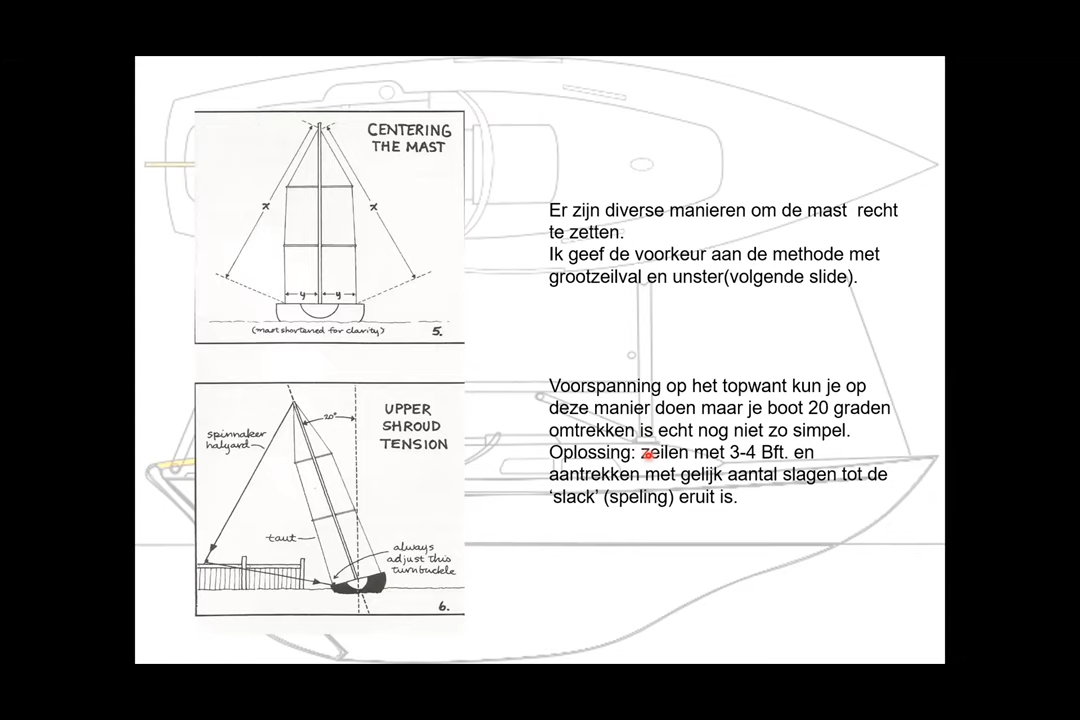 CENTERING
THE MAST
x
x
y
y
(mast shortened for clarity)
5.
Er zijn diverse manieren om de mast recht
te zetten.
Ik geef de voorkeur aan de methode met
grootzeilval en unster(volgende slide).
UPPER
SHROUD
TENSION
20°
spinnaker
halyard
taut
always
adjust this
turnbuckle
6.
Voorspanning op het topwant kun je op
deze manier doen maar je boot 20 graden
omtrekken is echt nog niet zo simpel.
Oplossing: zeilen met 3-4 Bft. en
aantrekken met gelijk aantal slagen tot de
‘slack’ (speling) eruit is.